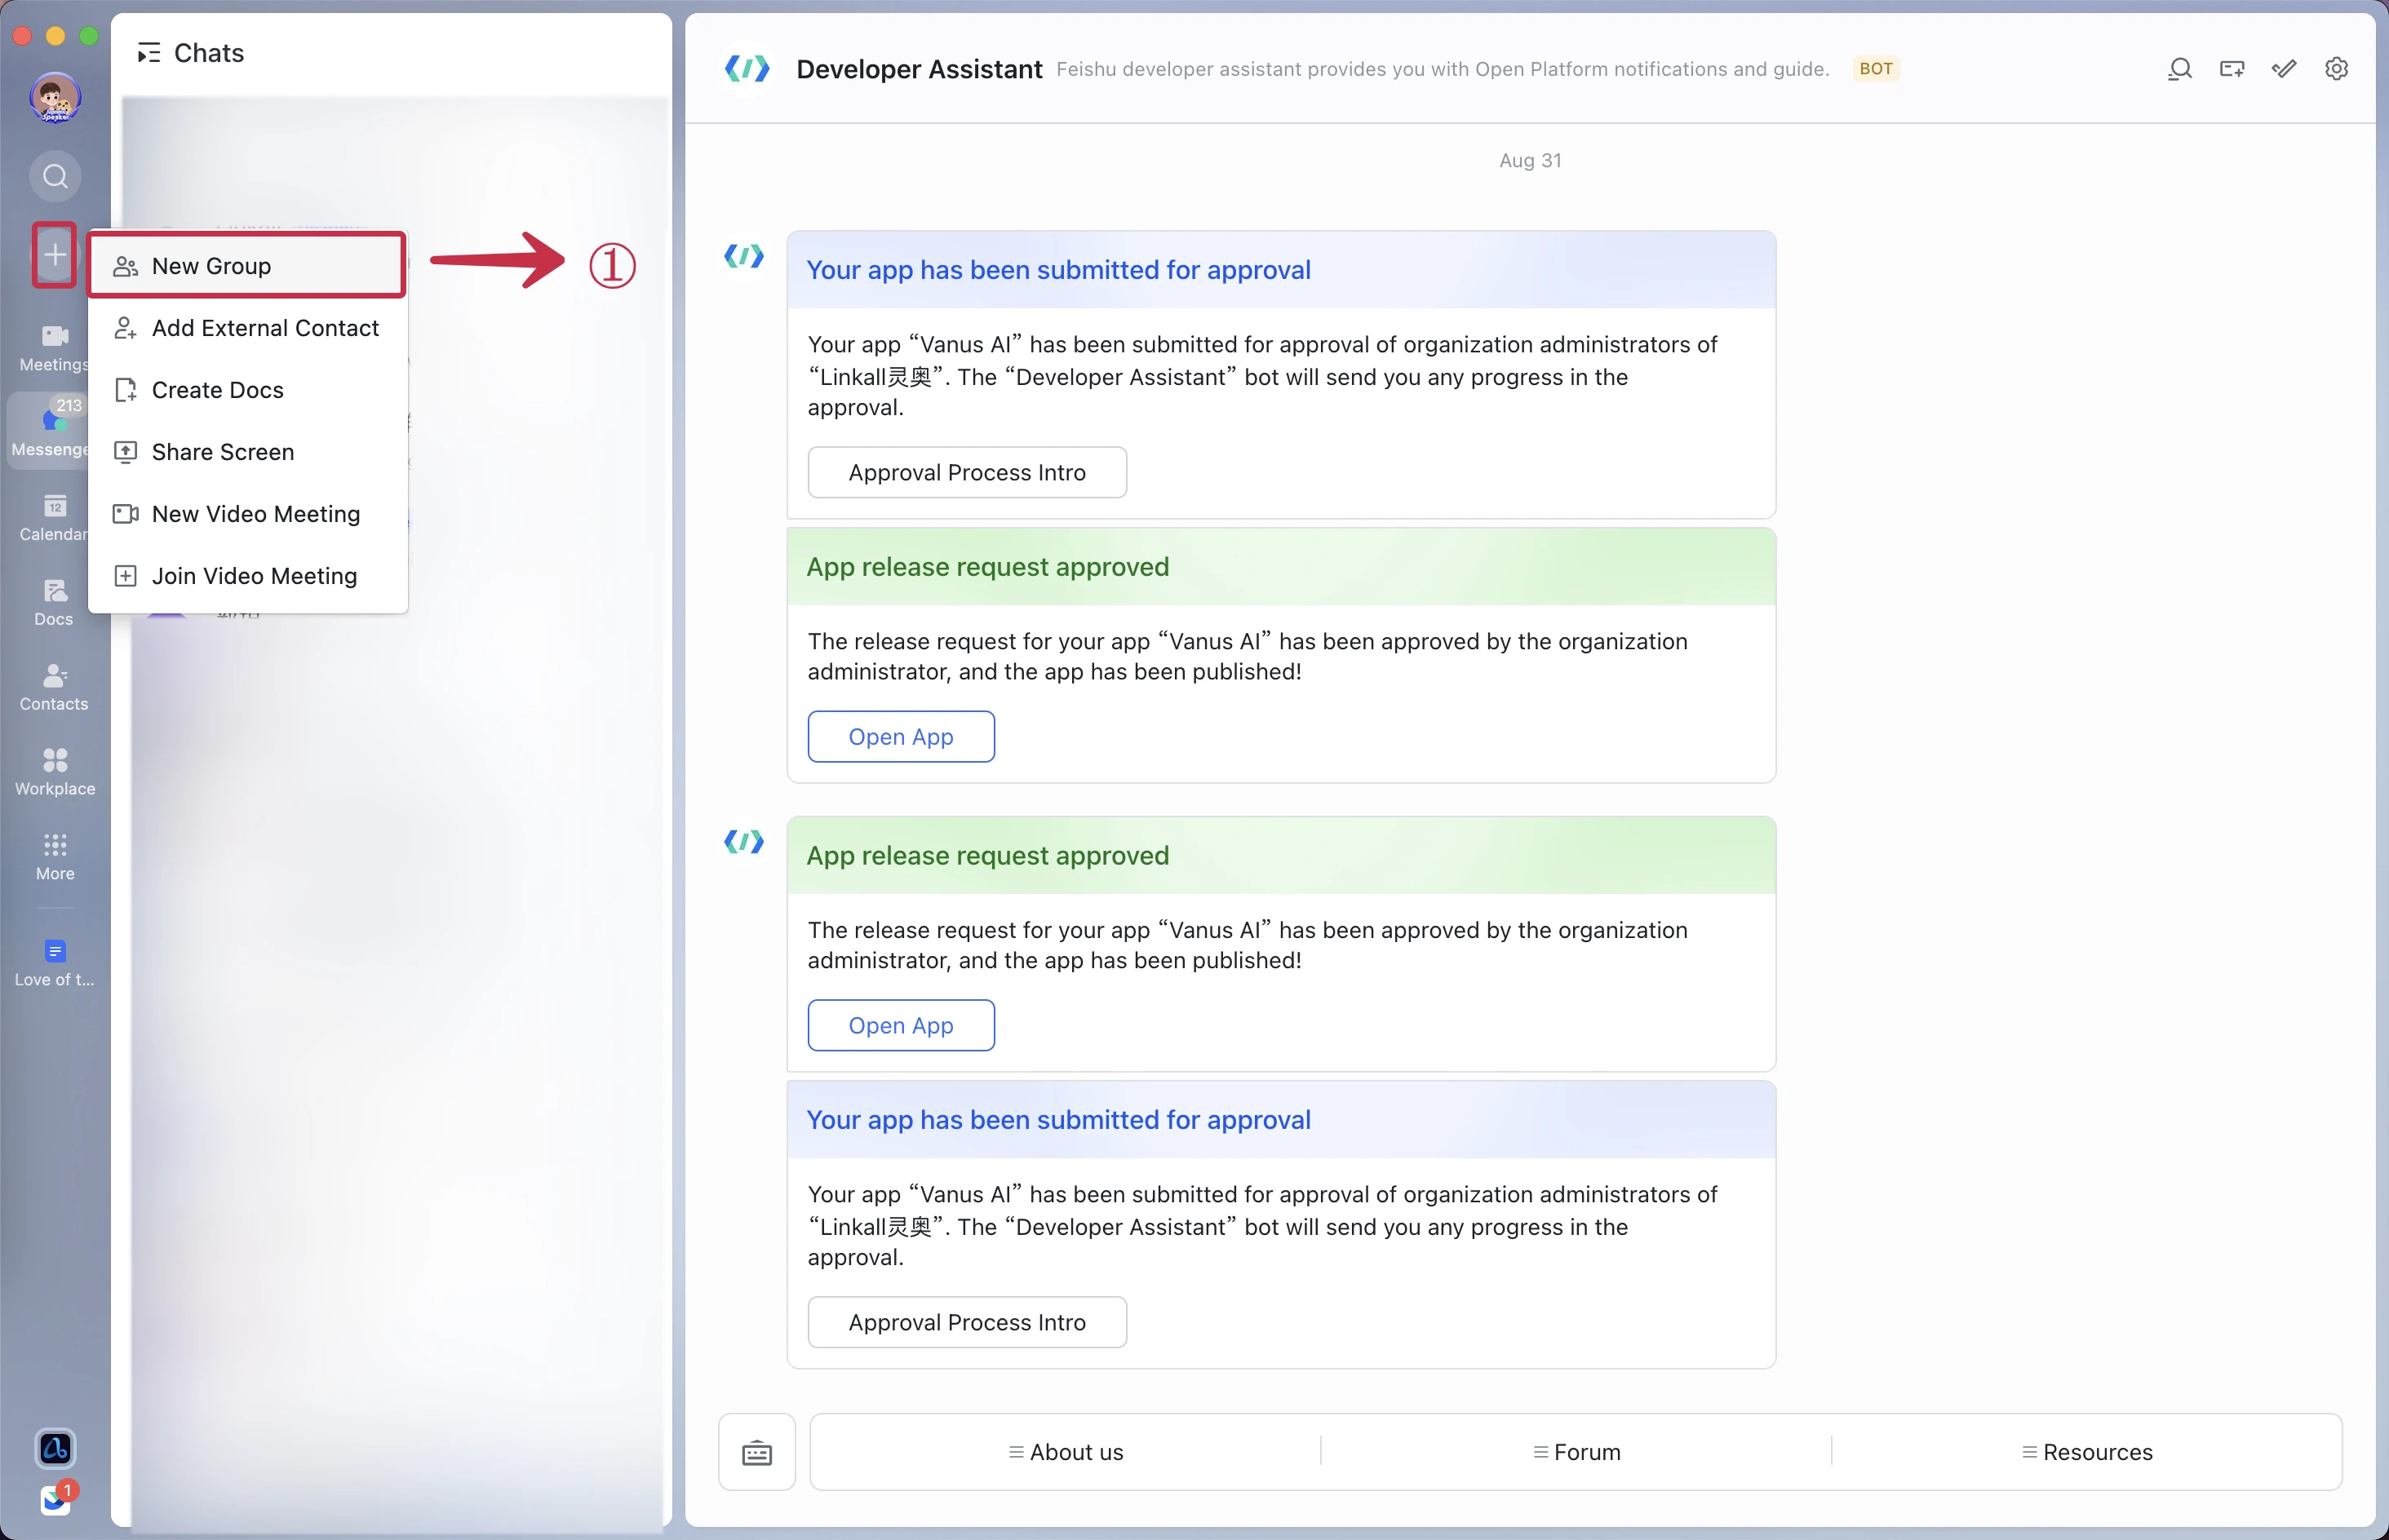 Chats
Speaker
New Group
①
Add External Contact
Create Docs
Share Screen
New Video Meeting
Join Video Meeting
Meetings
213
Messenge
12
Calendar
Docs
Contacts
Workplace
More
Love of t...
1
Developer Assistant Feishu developer assistant provides you with Open Platform notifications and guide. BOT
Aug 31
Your app has been submitted for approval
Your app “Vanus AI” has been submitted for approval of organization administrators of
“Linkall灵奥”. The “Developer Assistant” bot will send you any progress in the
approval.
Approval Process Intro
App release request approved
The release request for your app “Vanus AI” has been approved by the organization
administrator, and the app has been published!
Open App
App release request approved
The release request for your app “Vanus AI” has been approved by the organization
administrator, and the app has been published!
Open App
Your app has been submitted for approval
Your app “Vanus AI” has been submitted for approval of organization administrators of
“Linkall灵奥”. The “Developer Assistant” bot will send you any progress in the
approval.
Approval Process Intro
About us
Forum
Resources